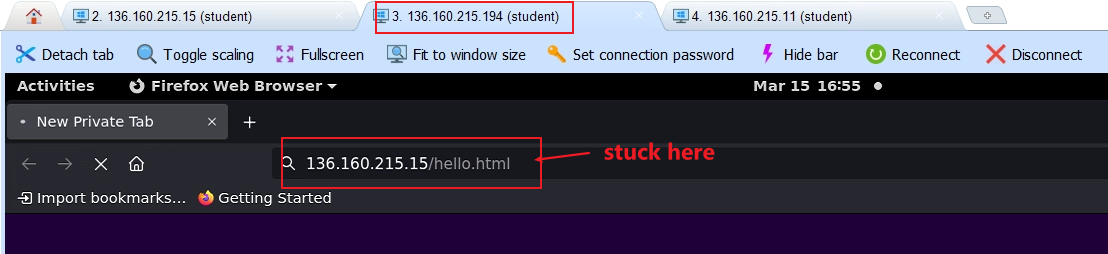 2. 136.160.215.15 (student) 3. 136.160.215.194 (student) 4. 136.160.215.11 (student)
Detach tab Toggle scaling Fullscreen Fit to window size Set connection password Hide bar Reconnect Disconnect
Activities Firefox Web Browser Mar 15 16:55
New Private Tab
136.160.215.15/hello.html stuck here
Import bookmarks... Getting Started